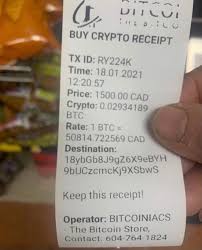 BITCOI
BUY CRYPTO RECEIPT
TX ID: RY224K
Time: 18.01.2021
12:20:57
Price: 1500.00 CAD
Crypto: 0.02934189
BTC
Rate: 1 BTC =
50814.722569 CAD
Destination:
18ybGb8J9gZ6X9eBYH
9bUCzcmcKj9XSbwS
Keep this receipt!
Operator: BITCOINIACS
The Bitcoin Store,
Contact: 604-764-1824